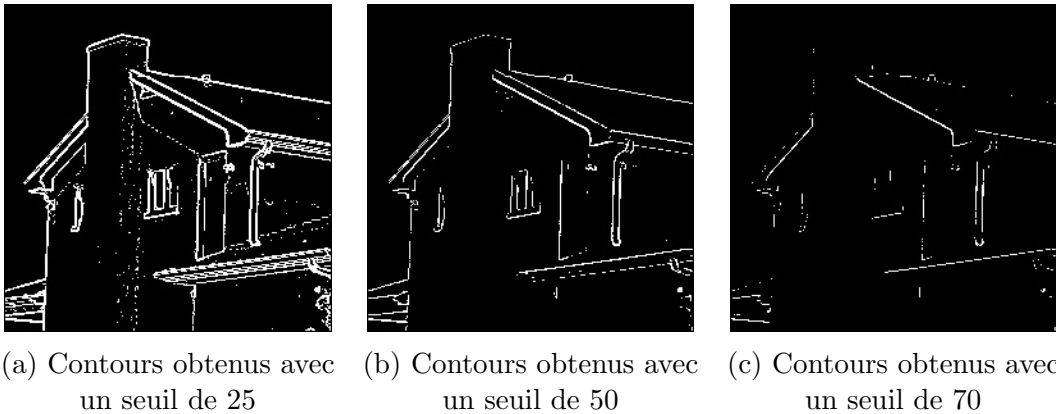 (a) Contours obtenus avec
un seuil de 25
(b) Contours obtenus avec
un seuil de 50
(c) Contours obtenus avec
un seuil de 70